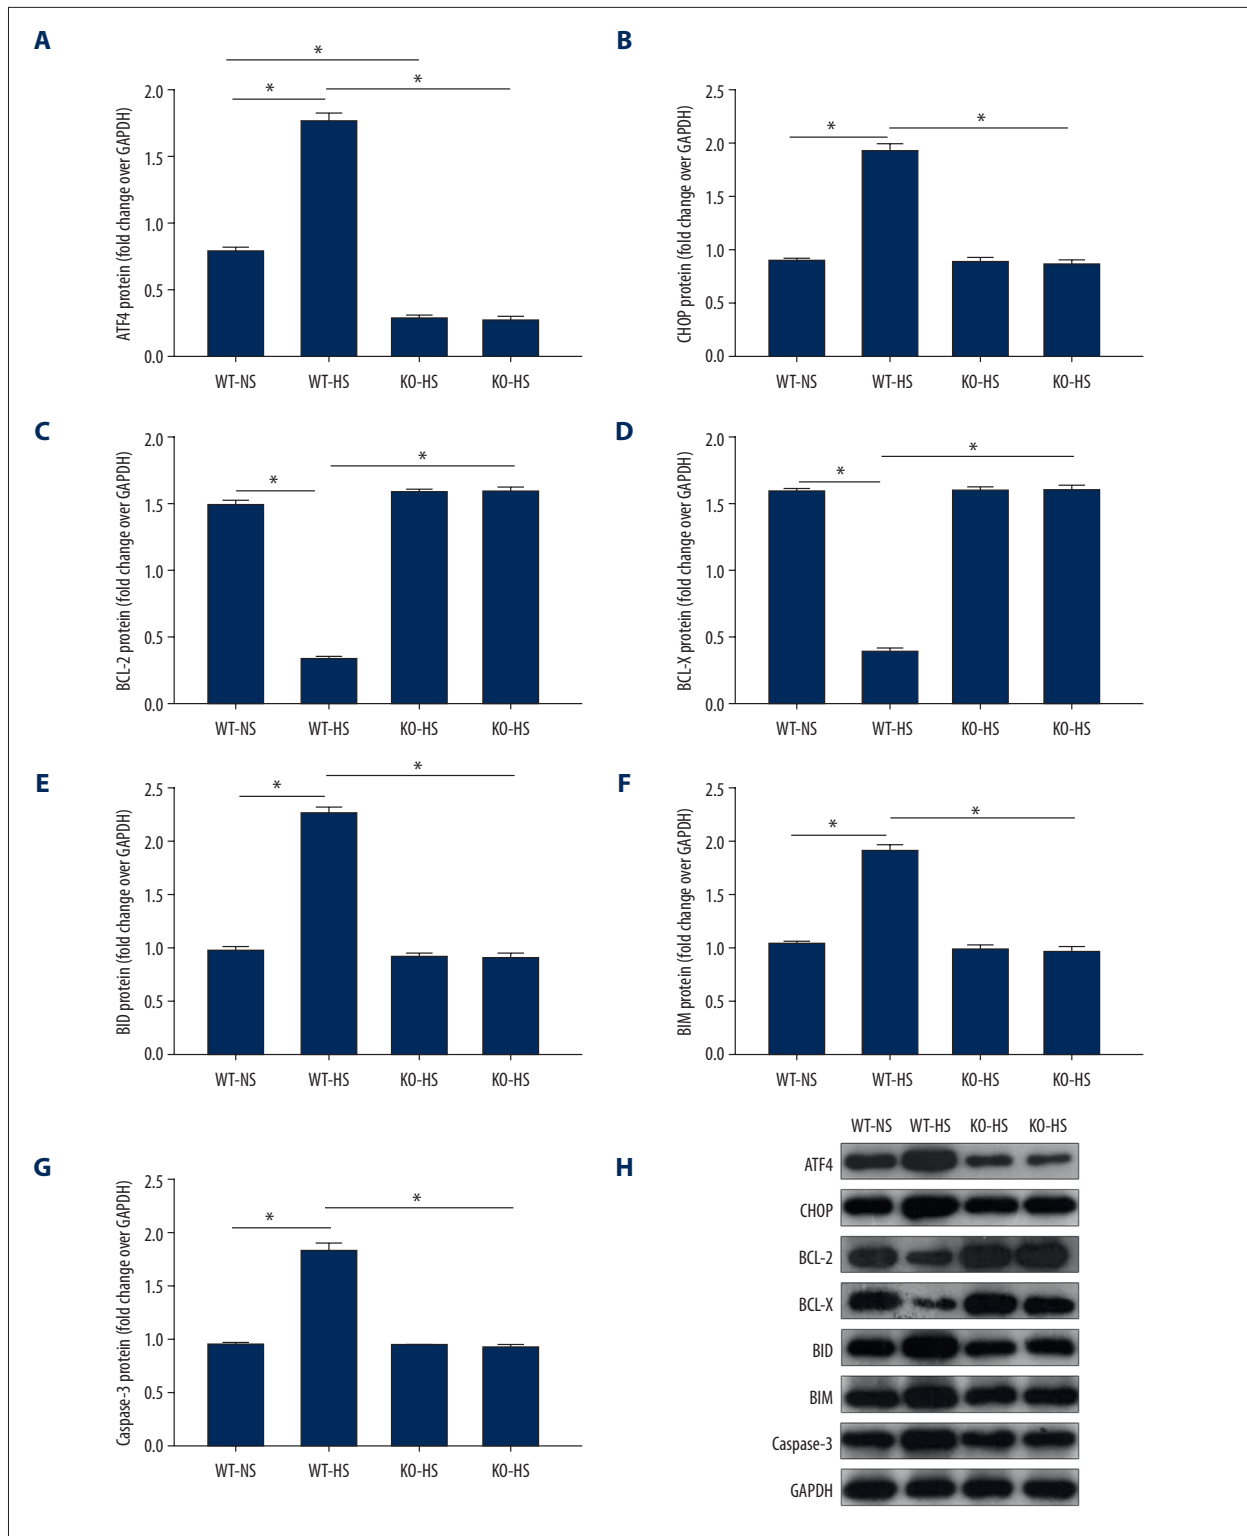 A
ATF4 protein (fold change over GAPDH)
2.0
1.5
1.0
0.5
0.0
*
*
*
WT-NS WT-HS KO-HS KO-HS
B
CHOP protein (fold change over GAPDH)
2.5
2.0
1.5
1.0
0.5
0.0
*
*
WT-NS WT-HS KO-HS KO-HS
C
BCL-2 protein (fold change over GAPDH)
2.0
1.5
1.0
0.5
0.0
*
*
WT-NS WT-HS KO-HS KO-HS
D
BCL-X protein (fold change over GAPDH)
2.0
1.5
1.0
0.5
0.0
*
*
WT-NS WT-HS KO-HS KO-HS
E
BID protein (fold change over GAPDH)
2.5
2.0
1.5
1.0
0.5
0.0
*
*
WT-NS WT-HS KO-HS KO-HS
F
BIM protein (fold change over GAPDH)
2.5
2.0
1.5
1.0
0.5
0.0
*
*
WT-NS WT-HS KO-HS KO-HS
G
Caspase-3 protein (fold change over GAPDH)
2.5
2.0
1.5
1.0
0.5
0.0
*
*
WT-NS WT-HS KO-HS KO-HS
H
WT-NS WT-HS KO-HS KO-HS
ATF4
CHOP
BCL-2
BCL-X
BID
BIM
Caspase-3
GAPDH